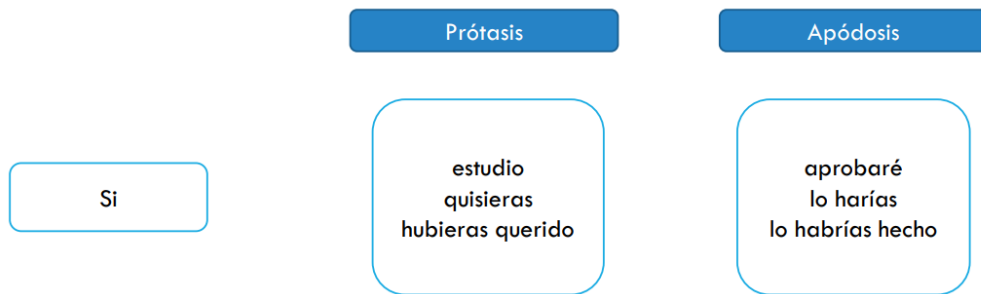 Prótasis
Apódosis
Si
estudio
quisieras
hubieras querido
aprobaré
lo harías
lo habrías hecho